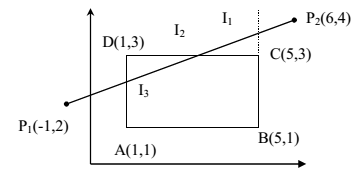 I₁
P₂(6,4)
I₂
D(1,3)
C(5,3)
I₃
P₁(-1,2)
B(5,1)
A(1,1)